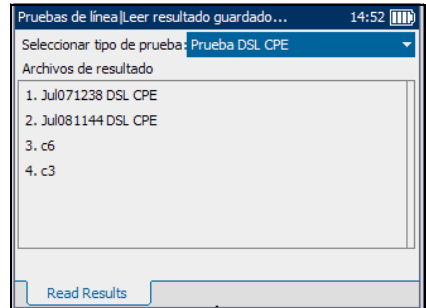 Pruebas de línea|Leer resultado guardado... 14:52
Seleccionar tipo de prueba: Prueba DSL CPE
Archivos de resultado
1. Jul071238 DSL CPE
2. Jul081144 DSL CPE
3. c6
4. c3
Read Results